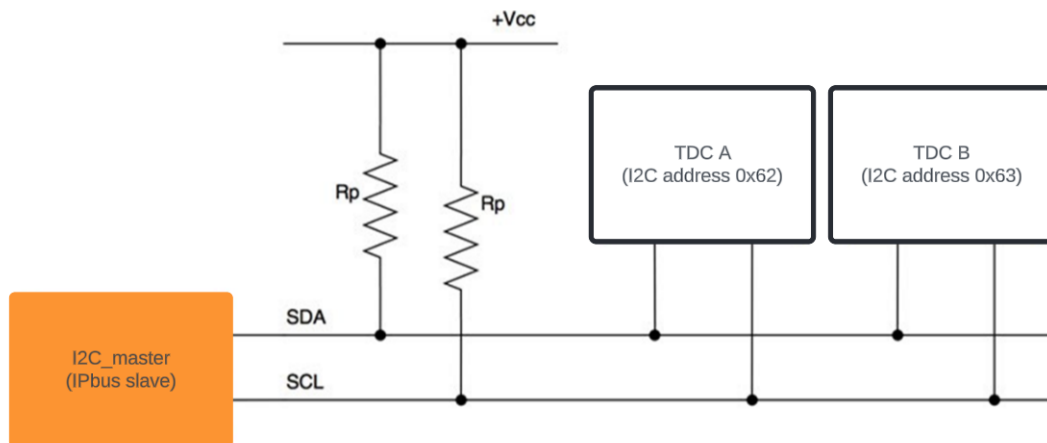 +Vcc
TDC A
(I2C address 0x62)
TDC B
(I2C address 0x63)
Rp
Rp
SDA
I2C_master
(IPbus slave)
SCL